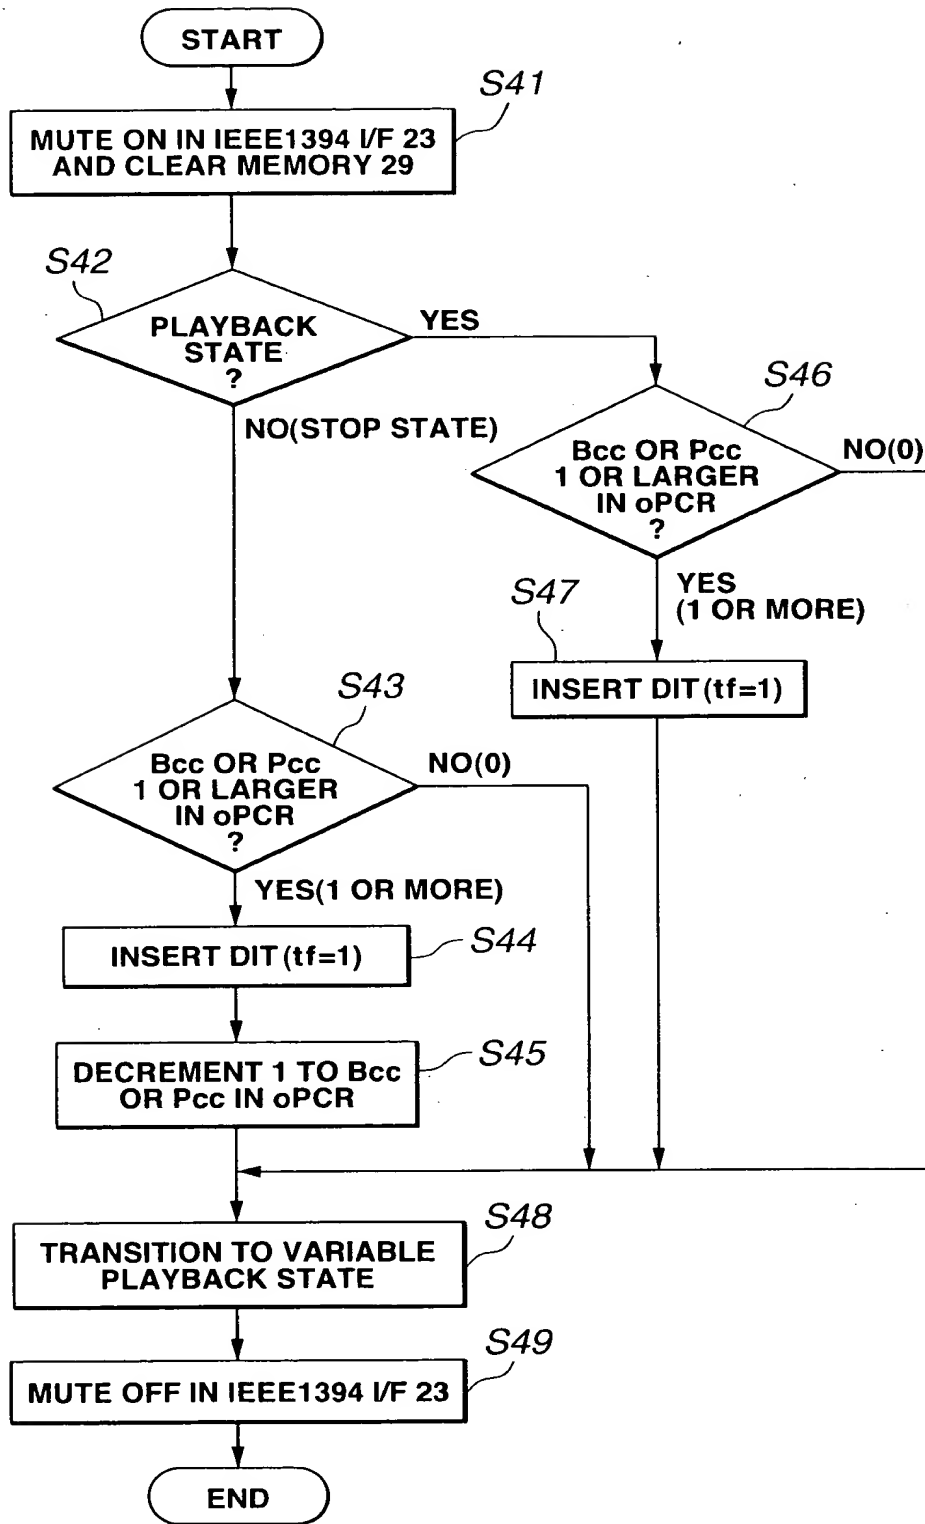 START
S41
MUTE ON IN IEEE1394 I/F 23
AND CLEAR MEMORY 29
S42
PLAYBACK
STATE
?
YES
NO(STOP STATE)
S46
Bcc OR Pcc
1 OR LARGER
IN oPCR
?
NO(0)
YES
(1 OR MORE)
S47
INSERT DIT(tf=1)
S43
Bcc OR Pcc
1 OR LARGER
IN oPCR
?
NO(0)
YES(1 OR MORE)
INSERT DIT(tf=1)
S44
DECREMENT 1 TO Bcc
OR Pcc IN oPCR
S45
S48
TRANSITION TO VARIABLE
PLAYBACK STATE
S49
MUTE OFF IN IEEE1394 I/F 23
END